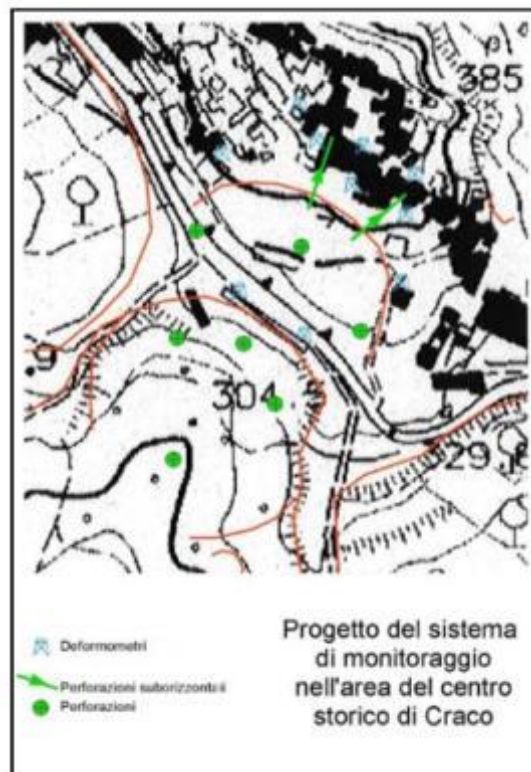 385
9
304
29
Deformometri
Perforazioni suborizzontali
Perforazioni
Progetto del sistema
di monitoraggio
nell'area del centro
storico di Craco